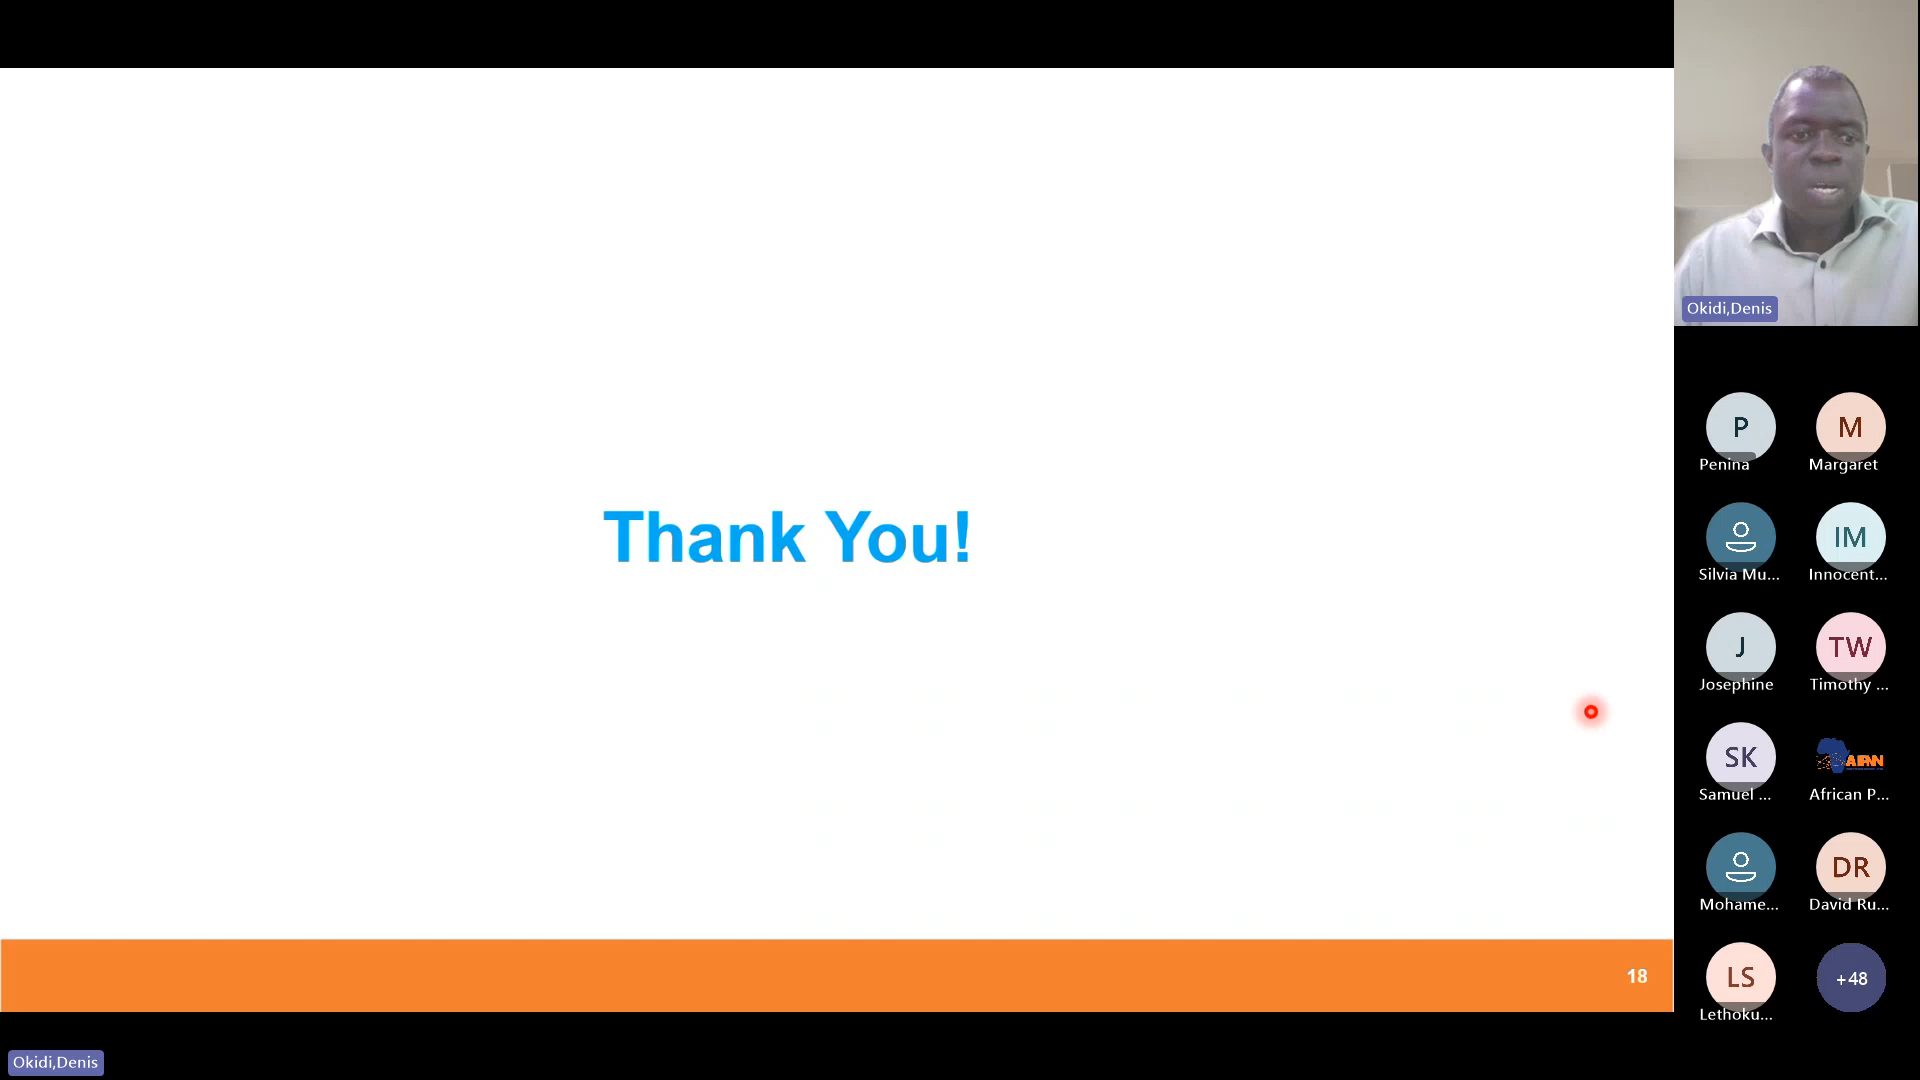 Thank You!
18
Okidi,Denis
Okidi,Denis
P
Penina
M
Margaret
Silvia Mu...
IM
Innocent...
J
Josephine
TW
Timothy ...
SK
Samuel ...
African P...
Mohame...
DR
David Ru...
LS
Lethoku...
+48